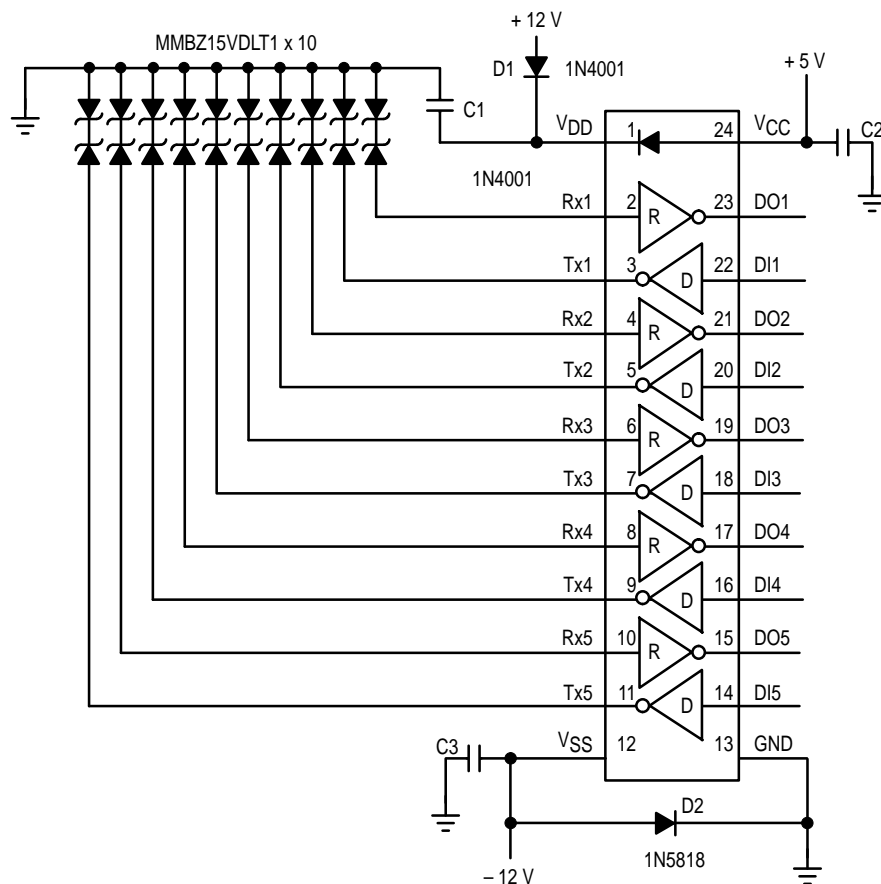 + 12 V
MMBZ15VDLT1 x 10
D1 1N4001
+ 5 V
C1
VDD 1 24 VCC C2
1N4001
Rx1 2 R 23 DO1
Tx1 3 D 22 DI1
Rx2 4 R 21 DO2
Tx2 5 D 20 DI2
Rx3 6 R 19 DO3
Tx3 7 D 18 DI3
Rx4 8 R 17 DO4
Tx4 9 D 16 DI4
Rx5 10 R 15 DO5
Tx5 11 D 14 DI5
C3 VSS 12 13 GND
D2
1N5818
– 12 V